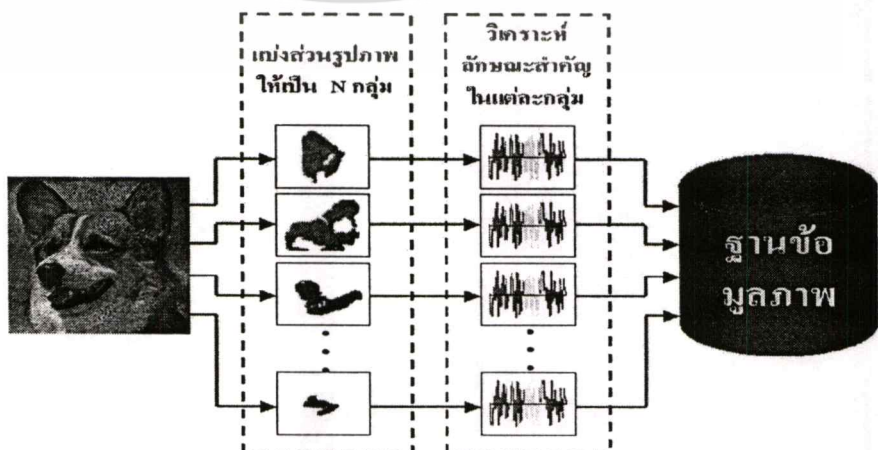 แบ่งส่วนรูปภาพ
ให้เป็น N กลุ่ม
วิเคราะห์
ลักษณะสำคัญ
ในแต่ละกลุ่ม
ฐานข้อ
มูลภาพ